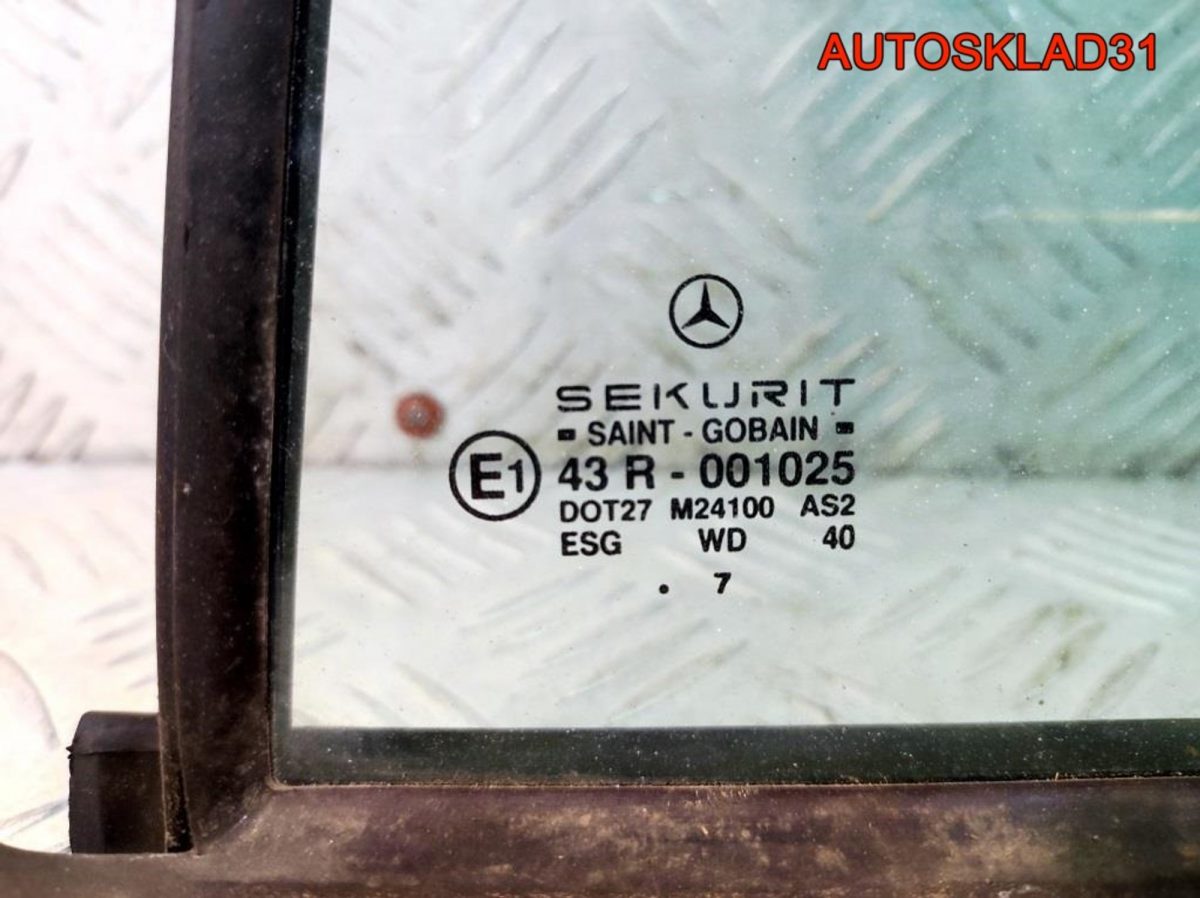 AUTOSKLAD31
SEKURIT
SAINT - GOBAIN
E1 43 R - 001025
DOT27 M24100 AS2
ESG WD 40
. 7